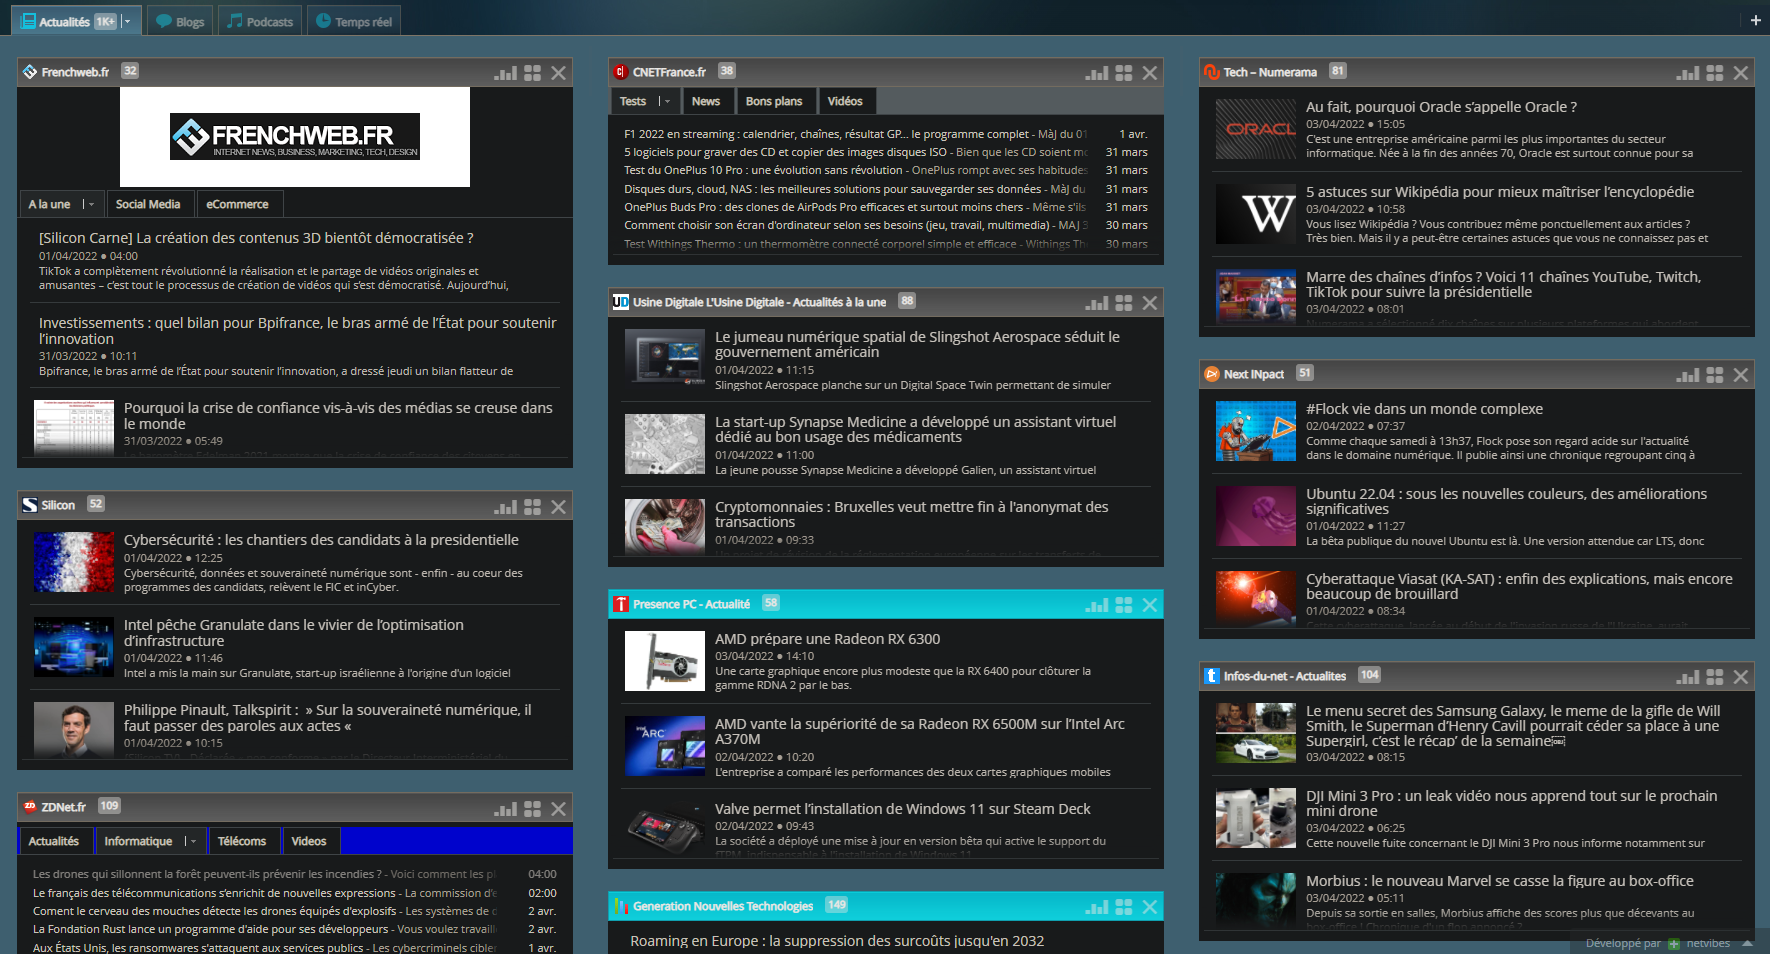 Actualités 1K+
Blogs
Podcasts
Temps réel
Frenchweb.fr 32
FRENCHWEB.FR
INTERNET NEWS, BUSINESS, MARKETING, TECH, DESIGN
A la une
Social Media
eCommerce
[Silicon Carne] La création des contenus 3D bientôt démocratisée ?
01/04/2022 ● 04:00
TikTok a complètement révolutionné la réalisation et le partage de vidéos originales et
amusantes – c’est tout le processus de création de vidéos qui s’est démocratisé. Aujourd’hui,
Investissements : quel bilan pour Bpifrance, le bras armé de l’État pour soutenir
l’innovation
31/03/2022 ● 10:11
Bpifrance, le bras armé de l’État pour soutenir l’innovation, a dressé jeudi un bilan flatteur de
Pourquoi la crise de confiance vis-à-vis des médias se creuse dans
le monde
31/03/2022 ● 05:49
Silicon 52
Cybersécurité : les chantiers des candidats à la presidentielle
01/04/2022 ● 12:25
Cybersécurité, données et souveraineté numérique sont - enfin - au coeur des
programmes des candidats, relèvent le FIC et inCyber.
Intel pêche Granulate dans le vivier de l’optimisation
d’infrastructure
01/04/2022 ● 11:46
Intel a mis la main sur Granulate, start-up israélienne à l'origine d'un logiciel
Philippe Pinault, Talkspirit :  » Sur la souveraineté numérique, il
faut passer des paroles aux actes «
01/04/2022 ● 10:15
ZDNet.fr 109
Actualités
Informatique
Télécoms
Videos
Les drones qui sillonnent la forêt peuvent-ils prévenir les incendies ? - Voici comment les pl 04:00
Le français des télécommunications s’enrichit de nouvelles expressions - La commission d'e 02:00
Coment le cerveau des mouches détecte les drones équipés d'explosifs - Les systèmes de d 2 avr.
La Fondation Rust lance un programme d'aide pour ses développeurs - Vous voulez travaill 2 avr.
Aux États Unis, les ransomwares s'attaquent aux services publics - Les cybercriminels cibler 1 avr.
CNETFrance.fr 38
Tests
News
Bons plans
Vidéos
F1 2022 en streaming : calendrier, chaînes, résultat GP... le programme complet - MàJ du 01 1 avr.
5 logiciels pour graver des CD et copier des images disques ISO - Bien que les CD soient mo 31 mars
Test du OnePlus 10 Pro : une évolution sans révolution - OnePlus rompt avec ses habitudes 31 mars
Disques durs, cloud, NAS : les meilleures solutions pour sauvegarder ses données - Màj du 31 mars
OnePlus Buds Pro : des clones de AirPods Pro efficaces et surtout moins chers - Même s'ils 31 mars
Comment choisir son écran d'ordinateur selon ses besoins (jeu, travail, multimedia) - MAJ 3 30 mars
Test Withings Thermo : un thermomètre connecté corporel simple et efficace - Withings The 30 mars
Usine Digitale L'Usine Digitale - Actualités à la une 88
Le jumeau numérique spatial de Slingshot Aerospace séduit le
gouvernement américain
01/04/2022 ● 11:15
Slingshot Aerospace planche sur un Digital Space Twin permettant de simuler
La start-up Synapse Medicine a développé un assistant virtuel
dédié au bon usage des médicaments
01/04/2022 ● 11:00
La jeune pousse Synapse Medicine a développé Galien, un assistant virtuel
Cryptomonnaies : Bruxelles veut mettre fin à l'anonymat des
transactions
01/04/2022 ● 09:33
Presence PC - Actualité 58
AMD prépare une Radeon RX 6300
03/04/2022 ● 14:10
Une carte graphique encore plus modeste que la RX 6400 pour clôturer la
gamme RDNA 2 par le bas.
AMD vante la supériorité de sa Radeon RX 6500M sur l’Intel Arc
A370M
02/04/2022 ● 10:20
L'entreprise a comparé les performances des deux cartes graphiques mobiles
Valve permet l’installation de Windows 11 sur Steam Deck
02/04/2022 ● 09:43
La société a déployé une mise à jour en version bêta qui active le support du
fTPM, indispensable à l'installation de Windows 11
Generation Nouvelles Technologies 149
Roaming en Europe : la suppression des surcoûts jusqu'en 2032
Tech – Numerama 81
ORACL
Au fait, pourquoi Oracle s’appelle Oracle ?
03/04/2022 ● 15:05
C'est une entreprise américaine parmi les plus importantes du secteur
informatique. Née à la fin des années 70, Oracle est surtout connue pour sa
W
5 astuces sur Wikipédia pour mieux maîtriser l’encyclopédie
03/04/2022 ● 10:58
Vous lisez Wikipédia ? Vous contribuez même ponctuellement aux articles ?
Très bien. Mais il y a peut-être certaines astuces que vous ne connaissez pas et
Marre des chaînes d’infos ? Voici 11 chaînes YouTube, Twitch,
TikTok pour suivre la présidentielle
03/04/2022 ● 08:01
Numerama a sélectionné dix chaînes sur plusieurs plateformes qui abordent
Next INpact 51
#Flock vie dans un monde complexe
02/04/2022 ● 07:37
Comme chaque samedi à 13h37, Flock pose son regard acide sur l'actualité
dans le domaine numérique. Il publie ainsi une chronique regroupant cinq à
Ubuntu 22.04 : sous les nouvelles couleurs, des améliorations
significatives
01/04/2022 ● 11:27
La bêta publique du nouvel Ubuntu est là. Une version attendue car LTS, donc
Cyberattaque Viasat (KA-SAT) : enfin des explications, mais encore
beaucoup de brouillard
01/04/2022 ● 08:34
Cette cyberattaque, lancée au début de l'invasion russe de l'Ukraine, aurait
Infos-du-net - Actualites 104
Le menu secret des Samsung Galaxy, le meme de la gifle de Will
Smith, le Superman d’Henry Cavill pourrait céder sa place à une
Supergirl, c’est le récap’ de la semaine￼
03/04/2022 ● 08:15
DJI Mini 3 Pro : un leak vidéo nous apprend tout sur le prochain
mini drone
03/04/2022 ● 06:25
Cette nouvelle fuite concernant le DJI Mini 3 Pro nous informe notamment sur
Morbius : le nouveau Marvel se casse la figure au box-office
03/04/2022 ● 05:11
Depuis sa sortie en salles, Morbius affiche des scores plus que décevants au
Développé par netvibes